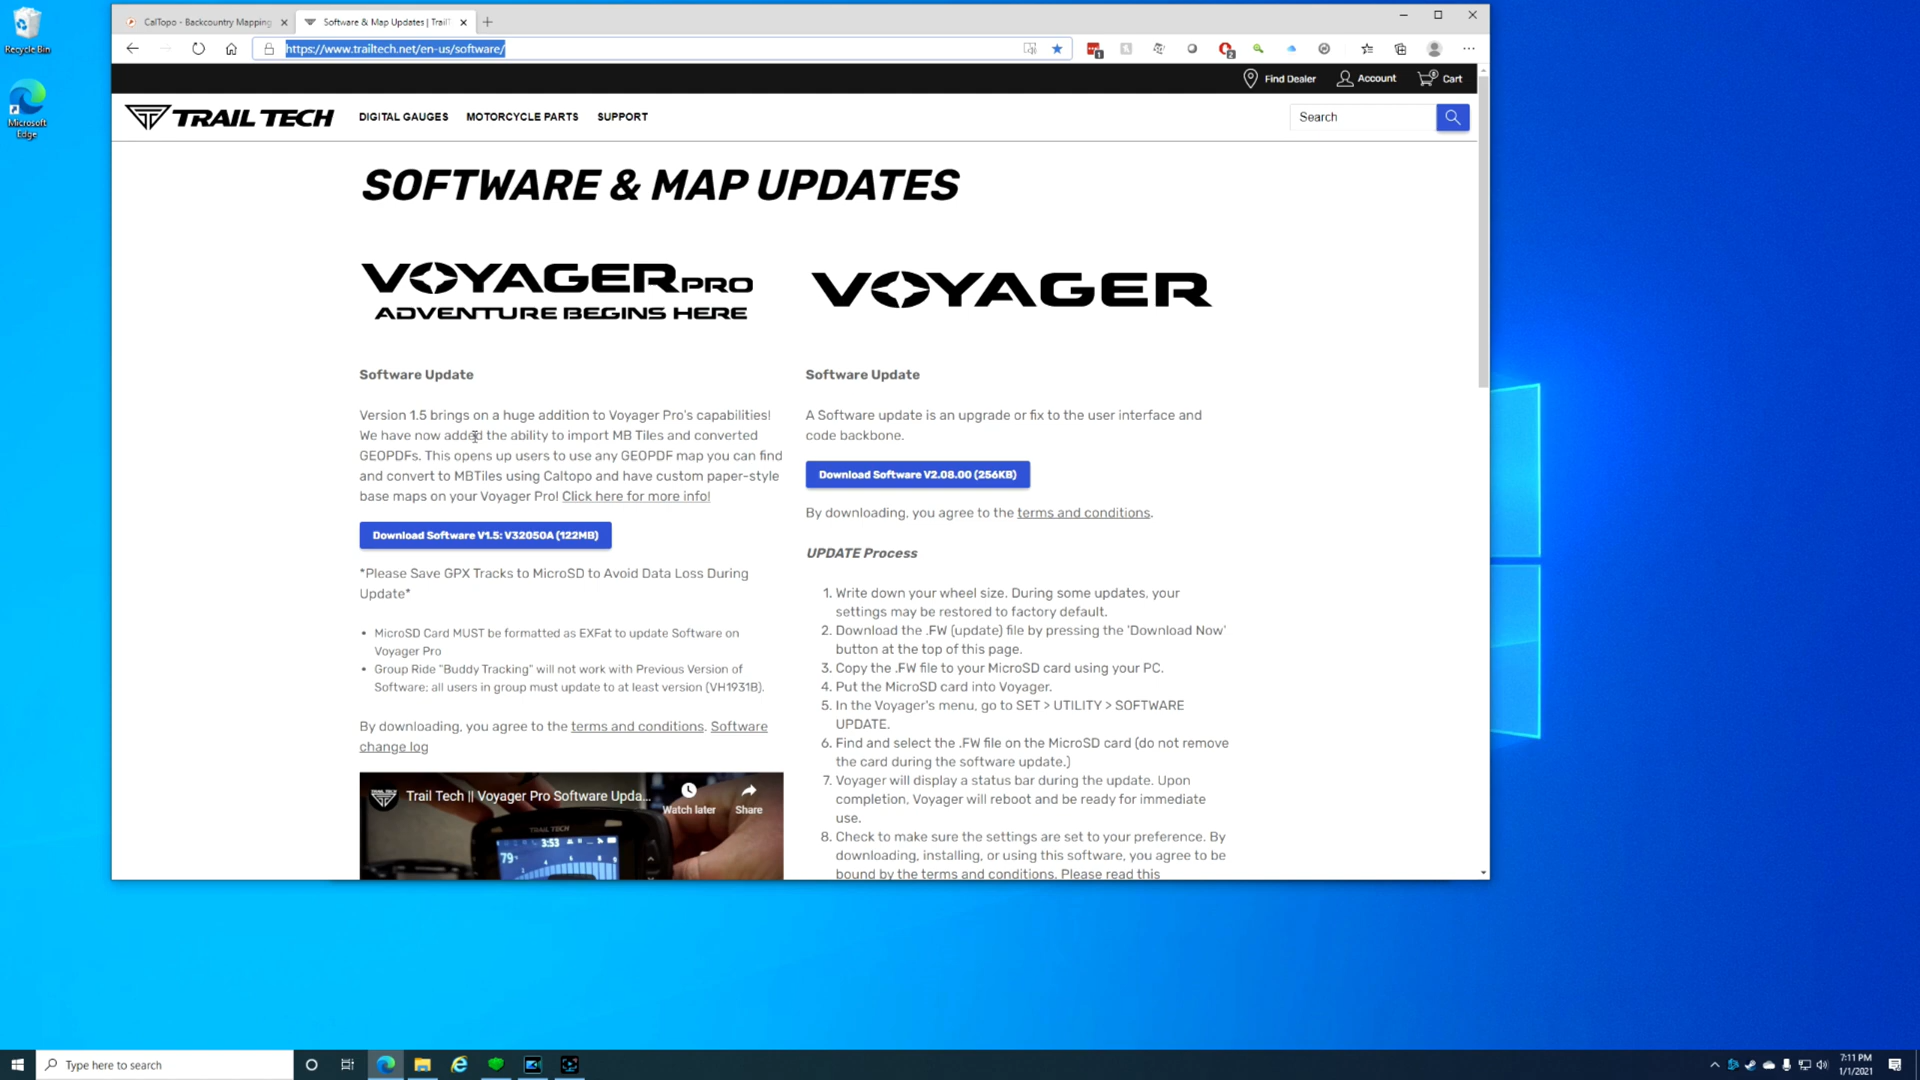 Recycle Bin
Microsoft
Edge
CalTopo - Backcountry Mapping
Software & Map Updates | Trail
https://www.trailtech.net/en-us/software/
1
2
Find Dealer
Account
0
Cart
TRAIL TECH
DIGITAL GAUGES
MOTORCYCLE PARTS
SUPPORT
Search
SOFTWARE & MAP UPDATES
VOYAGER PRO
ADVENTURE BEGINS HERE
Software Update
Version 1.5 brings on a huge addition to Voyager Pro's capabilities!
We have now added the ability to import MB Tiles and converted
GEOPDFs. This opens up users to use any GEOPDF map you can find
and convert to MBTiles using Caltopo and have custom paper-style
base maps on your Voyager Pro! Click here for more info!
Download Software V1.5: V32050A (122MB)
*Please Save GPX Tracks to MicroSD to Avoid Data Loss During
Update*
• MicroSD Card MUST be formatted as EXFat to update Software on
Voyager Pro
• Group Ride "Buddy Tracking" will not work with Previous Version of
Software; all users in group must update to at least version (VH1931B).
By downloading, you agree to the terms and conditions. Software
change log
Trail Tech || Voyager Pro Software Upda...
Watch later
Share
TRAIL TECH
3:53
79°
VOYAGER
Software Update
A Software update is an upgrade or fix to the user interface and
code backbone.
Download Software V2.08.00 (256KB)
By downloading, you agree to the terms and conditions.
UPDATE Process
1. Write down your wheel size. During some updates, your
settings may be restored to factory default.
2. Download the .FW (update) file by pressing the 'Download Now'
button at the top of this page.
3. Copy the .FW file to your MicroSD card using your PC.
4. Put the MicroSD card into Voyager.
5. In the Voyager's menu, go to SET > UTILITY > SOFTWARE
UPDATE.
6. Find and select the .FW file on the MicroSD card (do not remove
the card during the software update.)
7. Voyager will display a status bar during the update. Upon
completion, Voyager will reboot and be ready for immediate
use.
8. Check to make sure the settings are set to your preference. By
downloading, installing, or using this software, you agree to be
bound by the terms and conditions. Please read this
Type here to search
7:11 PM
1/1/2021